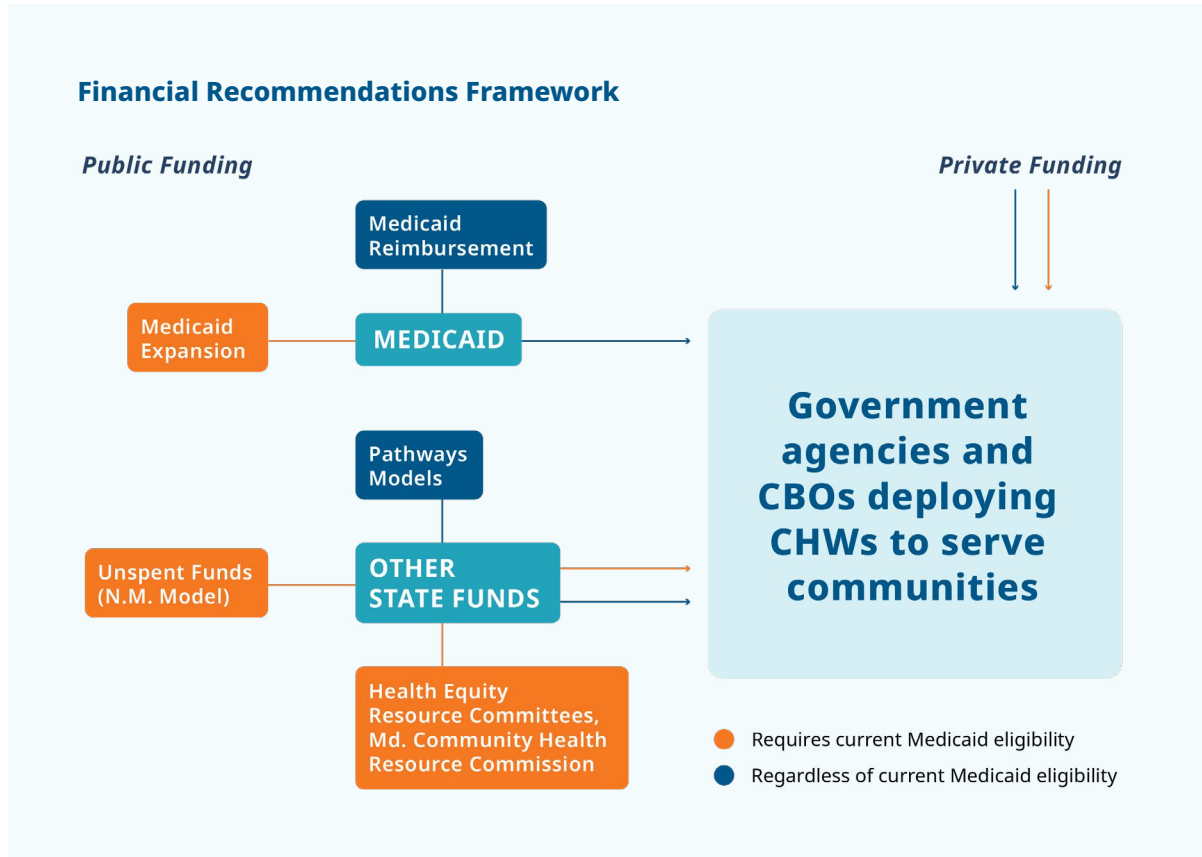 Financial Recommendations Framework
Public Funding
Private Funding
Medicaid
Reimbursement
Medicaid
Expansion
MEDICAID
Pathways
Models
Unspent Funds
(N.M. Model)
OTHER
STATE FUNDS
Health Equity
Resource Committees,
Md. Community Health
Resource Commission
Government
agencies and
CBOs deploying
CHWs to serve
communities
Requires current Medicaid eligibility
Regardless of current Medicaid eligibility